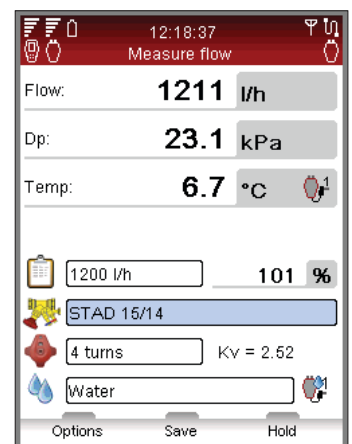 12:18:37
Measure flow
Flow: 1211 l/h
Dp: 23.1 kPa
Temp: 6.7 °C 1
1200 l/h 101 %
STAD 15/14
4 turns Kv = 2.52
Water
Options Save Hold